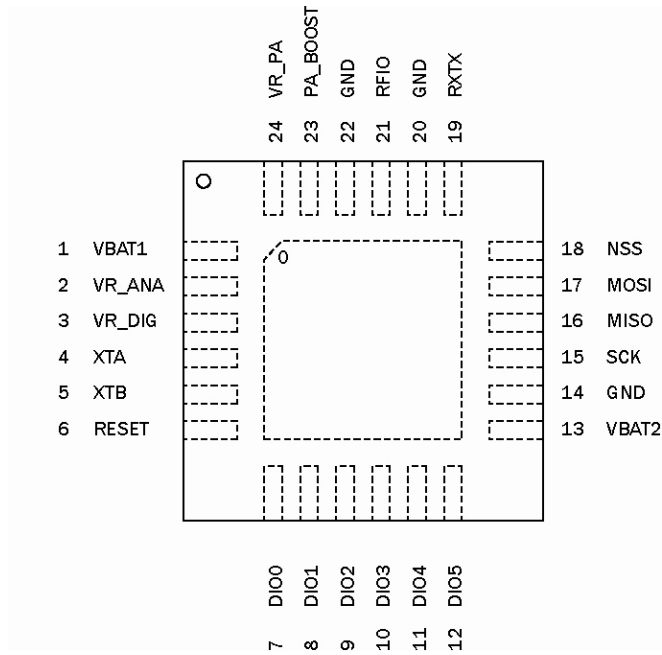 VR_PA
PA_BOOST
GND
RFIO
GND
RXTX
24 23 22 21 20 19
1 VBAT1
2 VR_ANA
3 VR_DIG
4 XTA
5 XTB
6 RESET
0
18 NSS
17 MOSI
16 MISO
15 SCK
14 GND
13 VBAT2
DIO0
DIO1
DIO2
DIO3
DIO4
DIO5
7 8 9 10 11 12